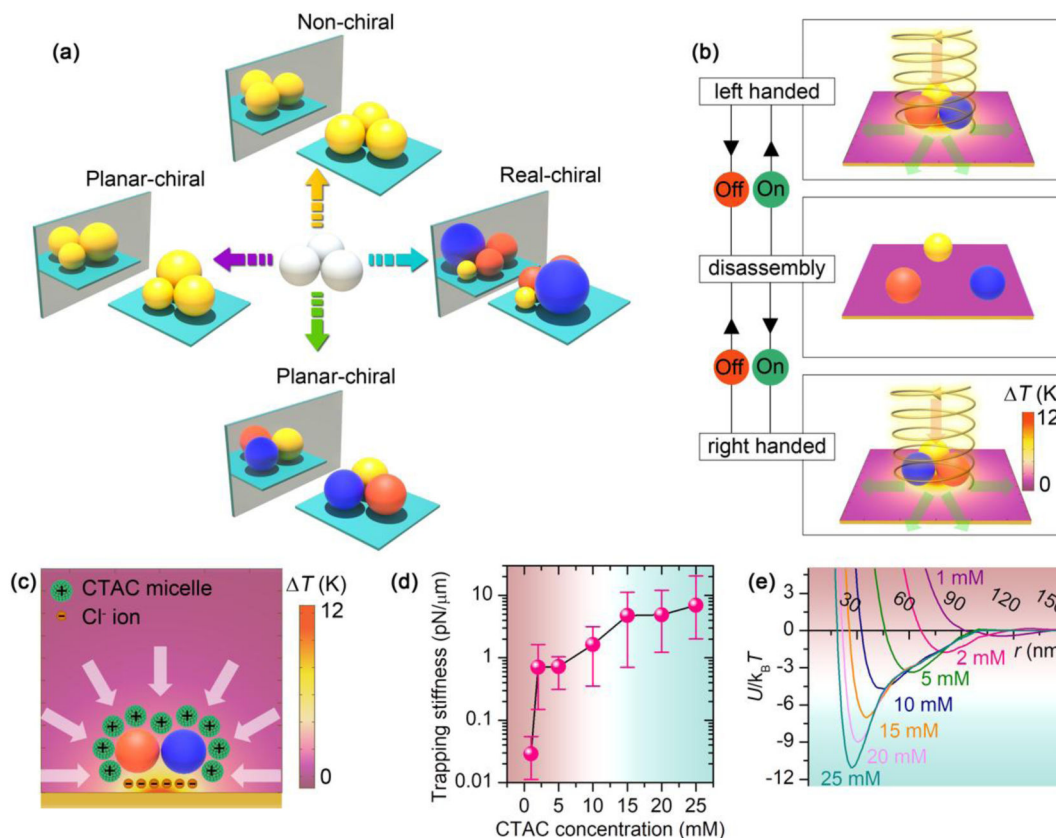 (a)
Non-chiral
Planar-chiral
Real-chiral
Planar-chiral
(b)
left handed
Off
On
disassembly
Off
On
right handed
ΔT (K
12
0
(c)
CTAC micelle
Cl⁻ ion
ΔT (K)
12
0
(d)
Trapping stiffness (pN/μm)
10
1
0.1
0.01
0 5 10 15 20 25
CTAC concentration (mM)
(e)
U/k_BT
3
0
-3
-6
-9
-12
30 60 90 120 150
r (nm
1 mM
2 mM
5 mM
10 mM
15 mM
20 mM
25 mM